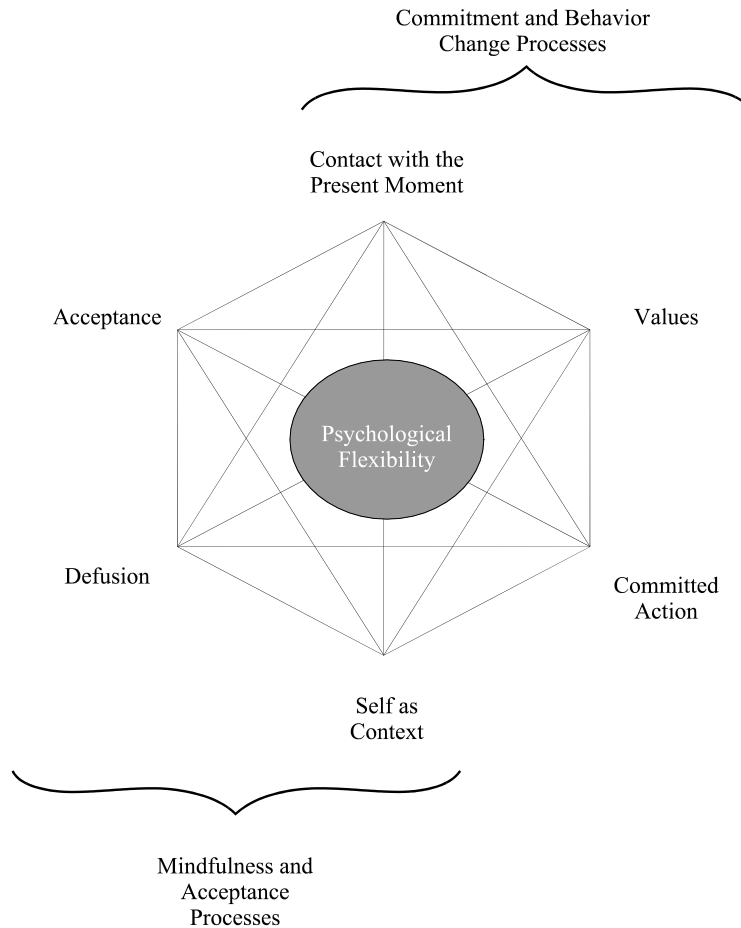 Commitment and Behavior
Change Processes
Contact with the
Present Moment
Acceptance
Values
Psychological
Flexibility
Defusion
Committed
Action
Self as
Context
Mindfulness and
Acceptance
Processes